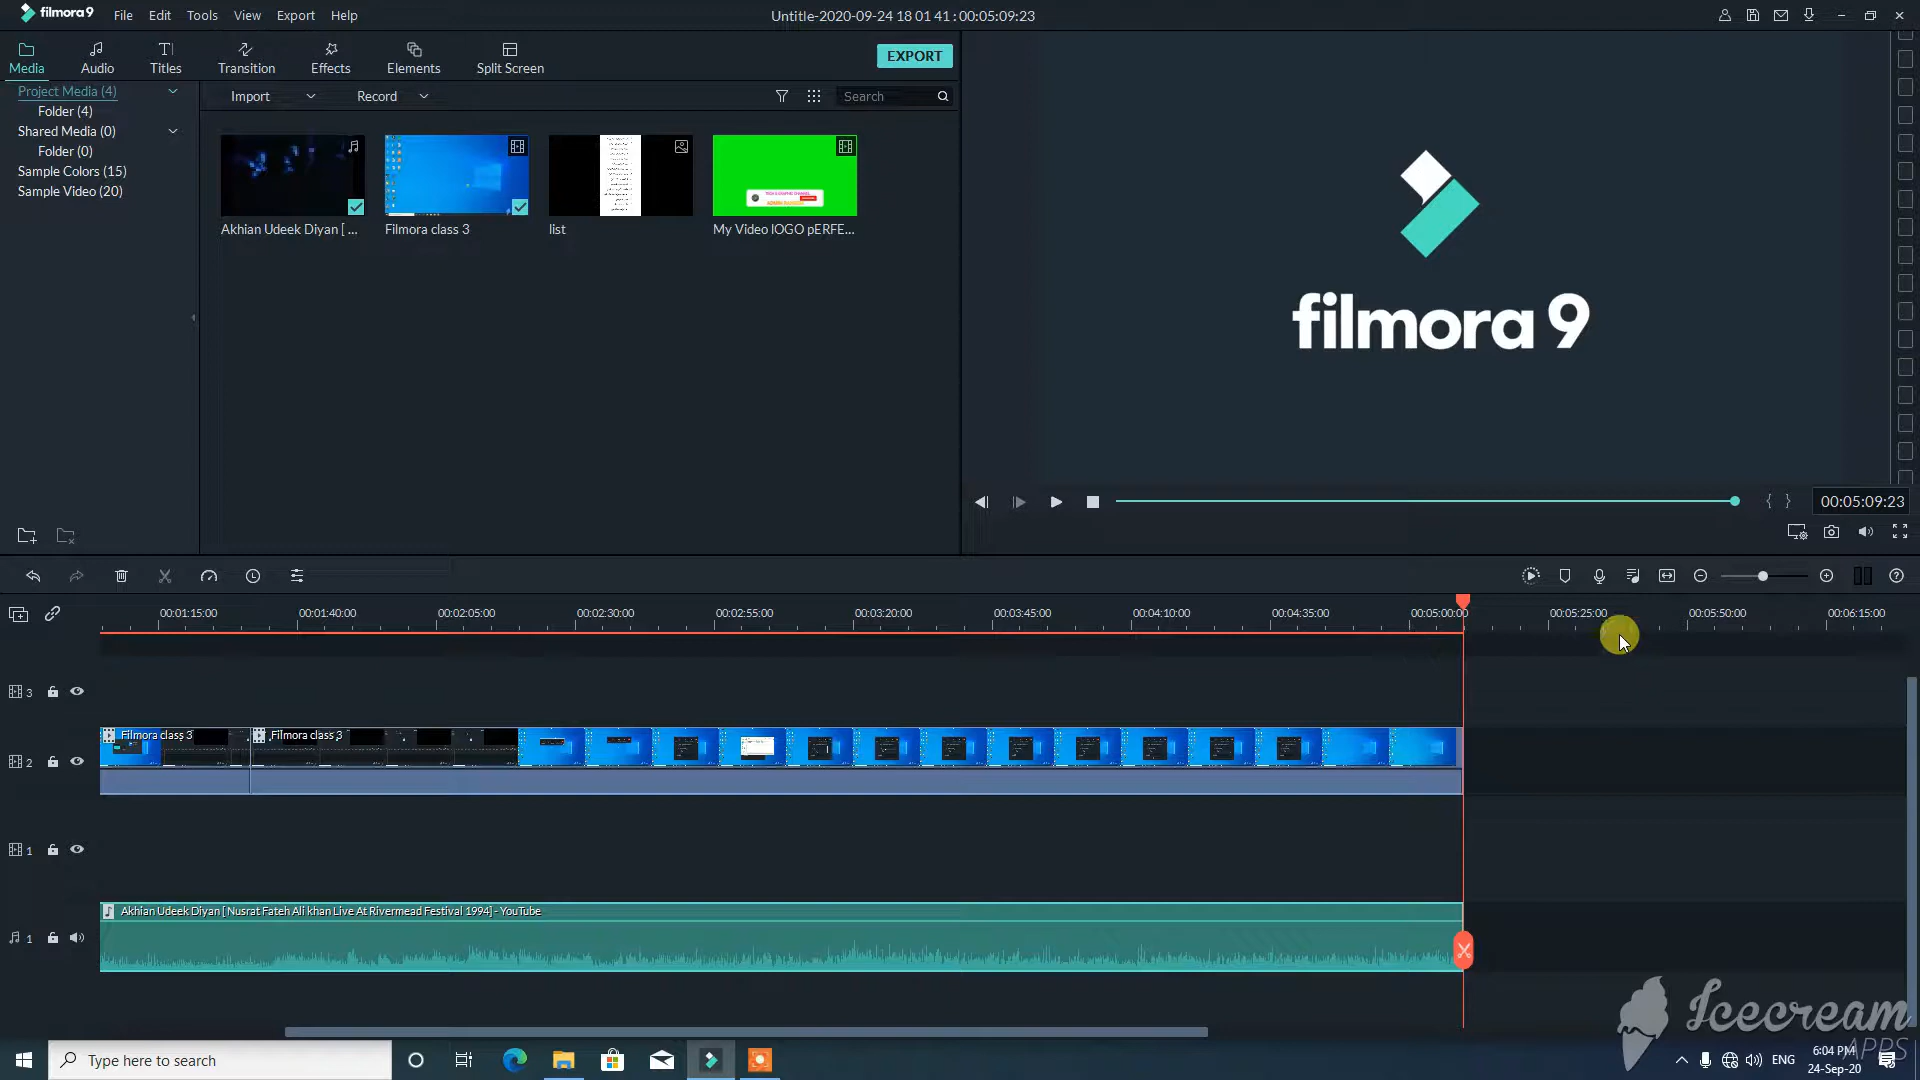 filmora 9
File Edit Tools View Export Help
Untitle-2020-09-24 18 01 41 : 00:05:09:23
Media Audio Titles Transition Effects Elements Split Screen
EXPORT
Project Media (4)
Folder (4)
Shared Media (0)
Folder (0)
Sample Colors (15)
Sample Video (20)
Import Record Search
Akhian Udeek Diyan [ ... Filmora class 3 list My Video lOGO pERFE...
filmora 9
00:05:09:23
00:01:15:00 00:01:40:00 00:02:05:00 00:02:30:00 00:02:55:00 00:03:20:00 00:03:45:00 00:04:10:00 00:04:35:00 00:05:00:00 00:05:25:00 00:05:50:00 00:06:15:00
3
Filmora class 3 Filmora class 3
2
1
Akhian Udeek Diyan [ Nusrat Fateh Ali khan Live At Rivermead Festival 1994] - YouTube
1
Icecream
APPS
Type here to search
ENG
6:04 PM
24-Sep-20